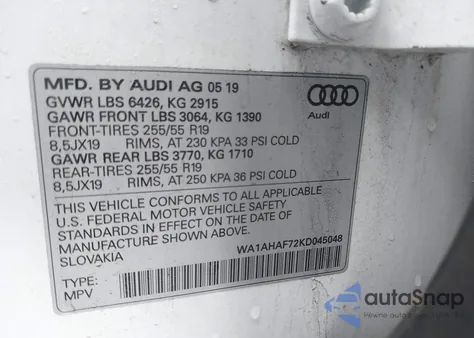 MFD. BY AUDI AG 05 19
GVWR LBS 6426, KG 2915
GAWR FRONT LBS 3064, KG 1390
FRONT-TIRES 255/55 R19
8,5JX19 RIMS, AT 230 KPA 33 PSI COLD
GAWR REAR LBS 3770, KG 1710
REAR-TIRES 255/55 R19
8,5JX19 RIMS, AT 250 KPA 36 PSI COLD
THIS VEHICLE CONFORMS TO ALL APPLICABLE
U.S. FEDERAL MOTOR VEHICLE SAFETY
STANDARDS IN EFFECT ON THE DATE OF
MANUFACTURE SHOWN ABOVE.
SLOVAKIA
WA1AHAF72KD045048
TYPE:
MPV
Audi
autoSnap
Pewne auto z